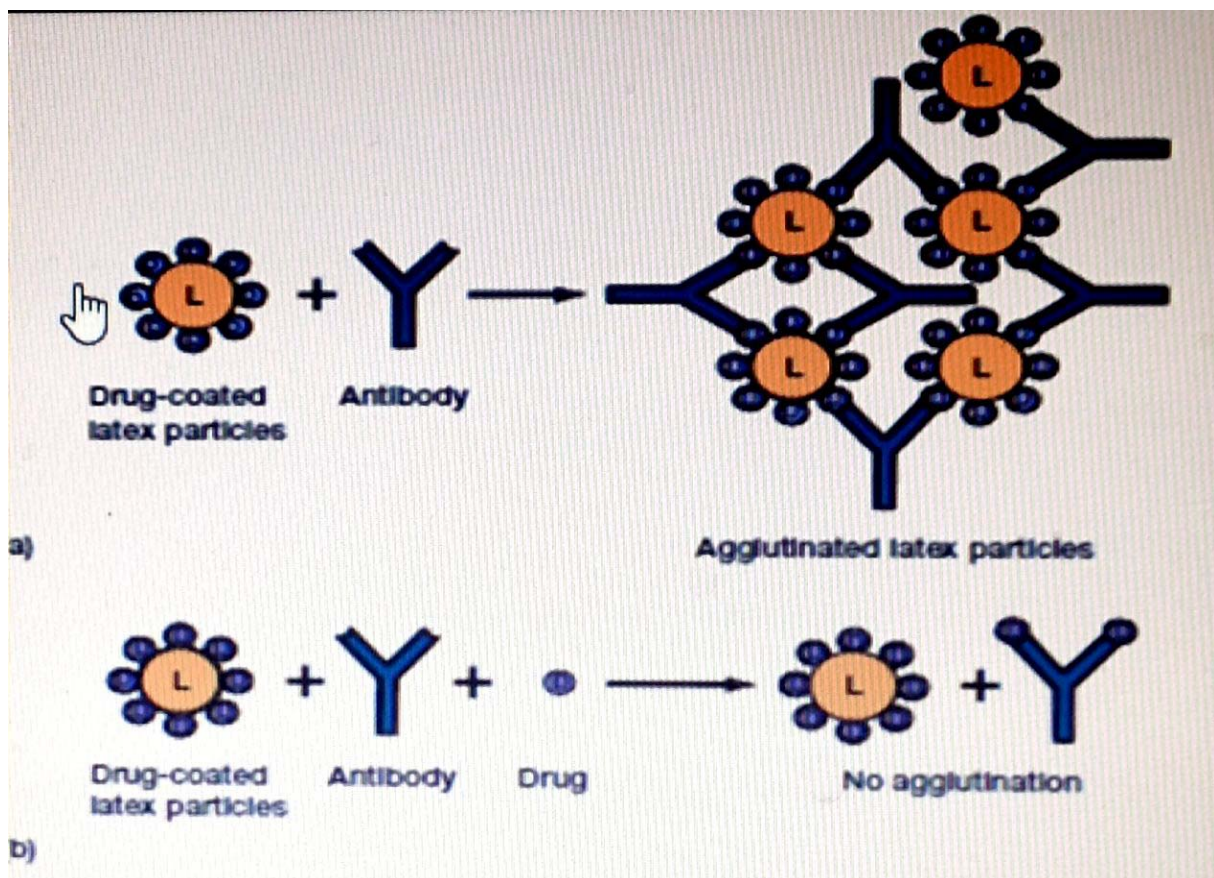 L
L
L
L
L
L
+
Drug-coated
latex particles
Antibody
a)
Agglutinated latex particles
L
+
+
L
+
Drug-coated
latex particles
Antibody
Drug
No agglutination
b)